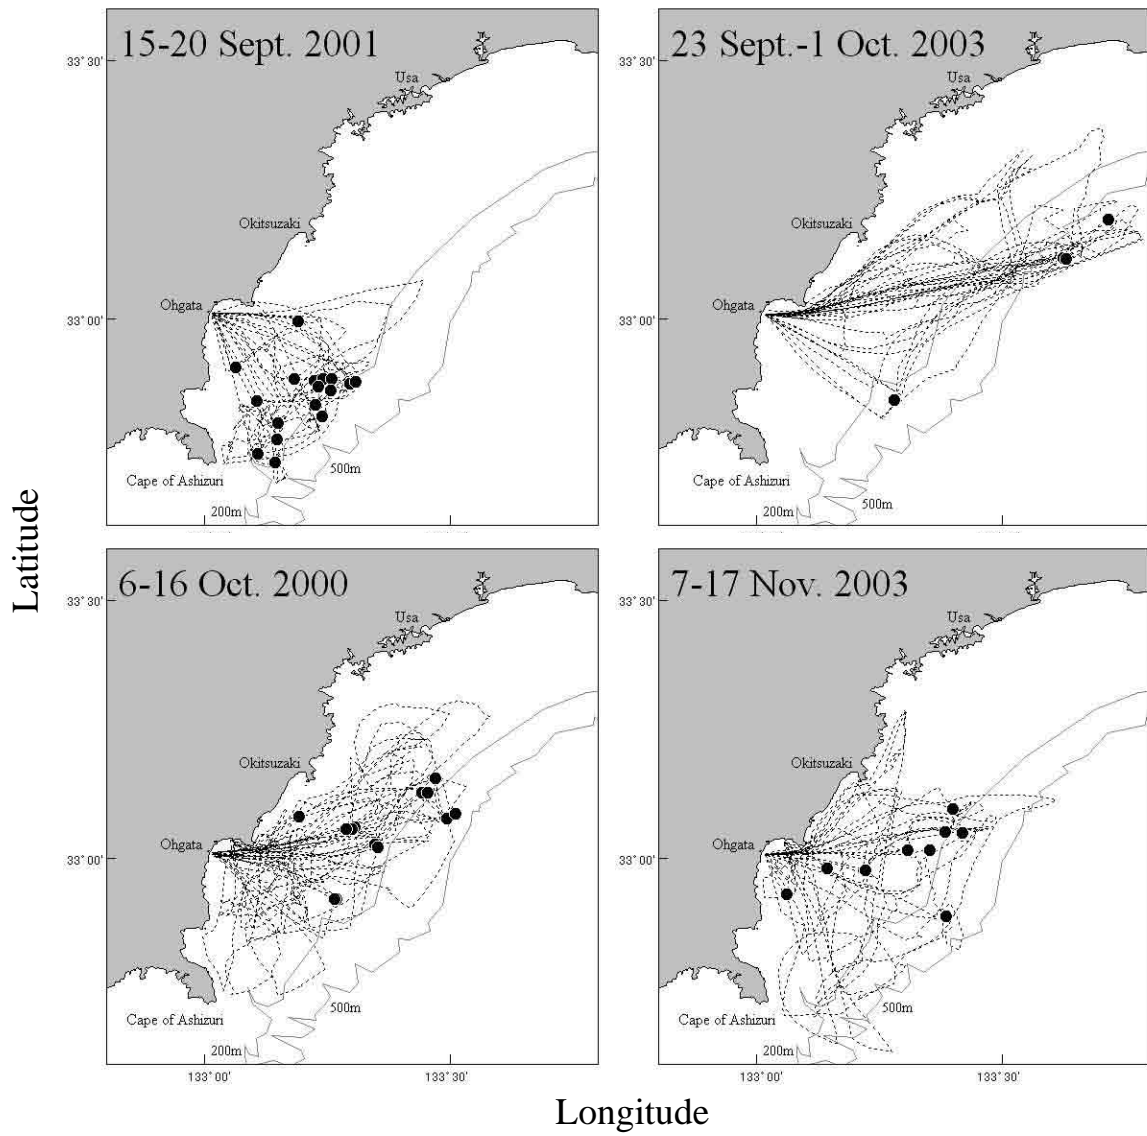 15-20 Sept. 2001
33° 30'
Usa
Okitsuzaki
Ohgata
33° 00'
500m
Cape of Ashizuri
200m
23 Sept.-1 Oct. 2003
33° 30'
Usa
Okitsuzaki
Ohgata
33° 00'
Cape of Ashizuri
500m
200m
Latitude
6-16 Oct. 2000
33° 30'
Usa
Okitsuzaki
Ohgata
33° 00'
500m
Cape of Ashizuri
200m
133° 00'
133° 30'
7-17 Nov. 2003
33° 30'
Usa
Okitsuzaki
Ohgata
33° 00'
500m
Cape of Ashizuri
200m
133° 00'
133° 30'
Longitude